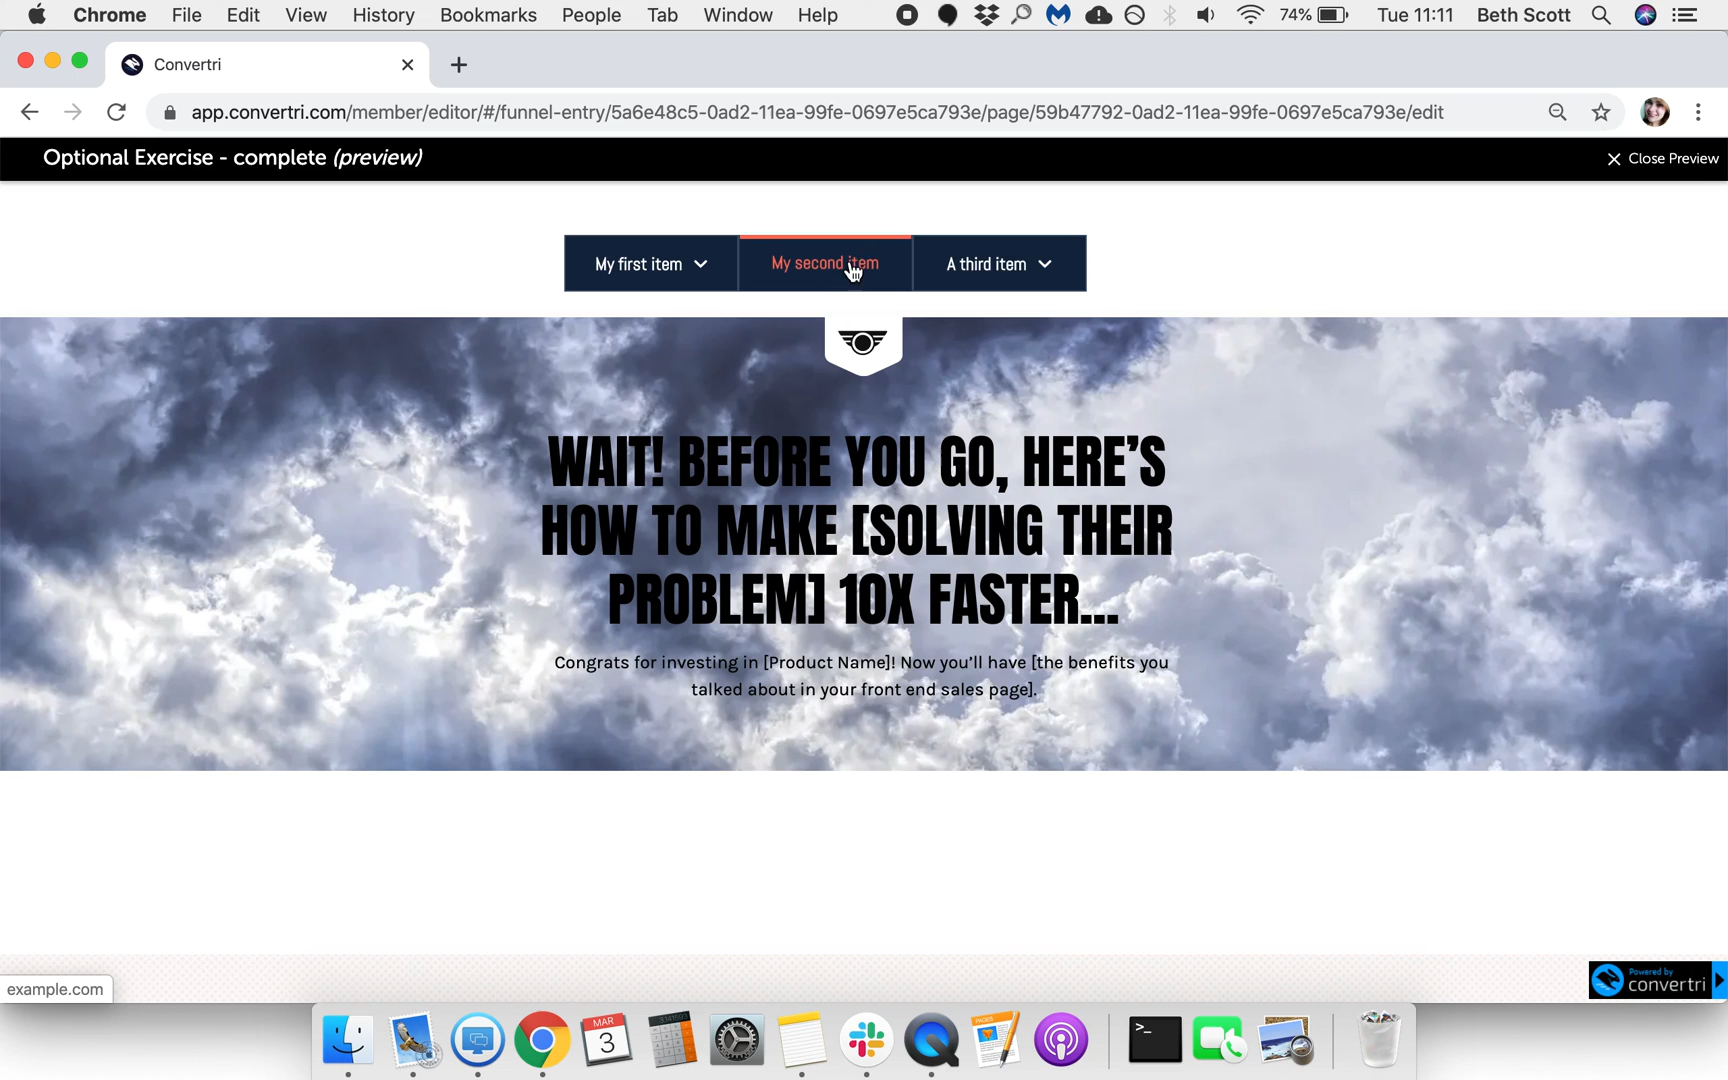 Chrome File Edit View History Bookmarks People Tab Window Help 74% Tue 11:11 Beth Scott
Convertri
app.convertri.com/member/editor/#/funnel-entry/5a6e48c5-0ad2-11ea-99fe-0697e5ca793e/page/59b47792-0ad2-11ea-99fe-0697e5ca793e/edit
Optional Exercise - complete (preview) Close Preview
My first item My second item A third item
WAIT! BEFORE YOU GO, HERE’S
HOW TO MAKE [SOLVING THEIR
PROBLEM] 10X FASTER...
Congrats for investing in [Product Name]! Now you’ll have [the benefits you
talked about in your front end sales page].
Powered by
convertri
example.com
MAR
3
PAGES
>_